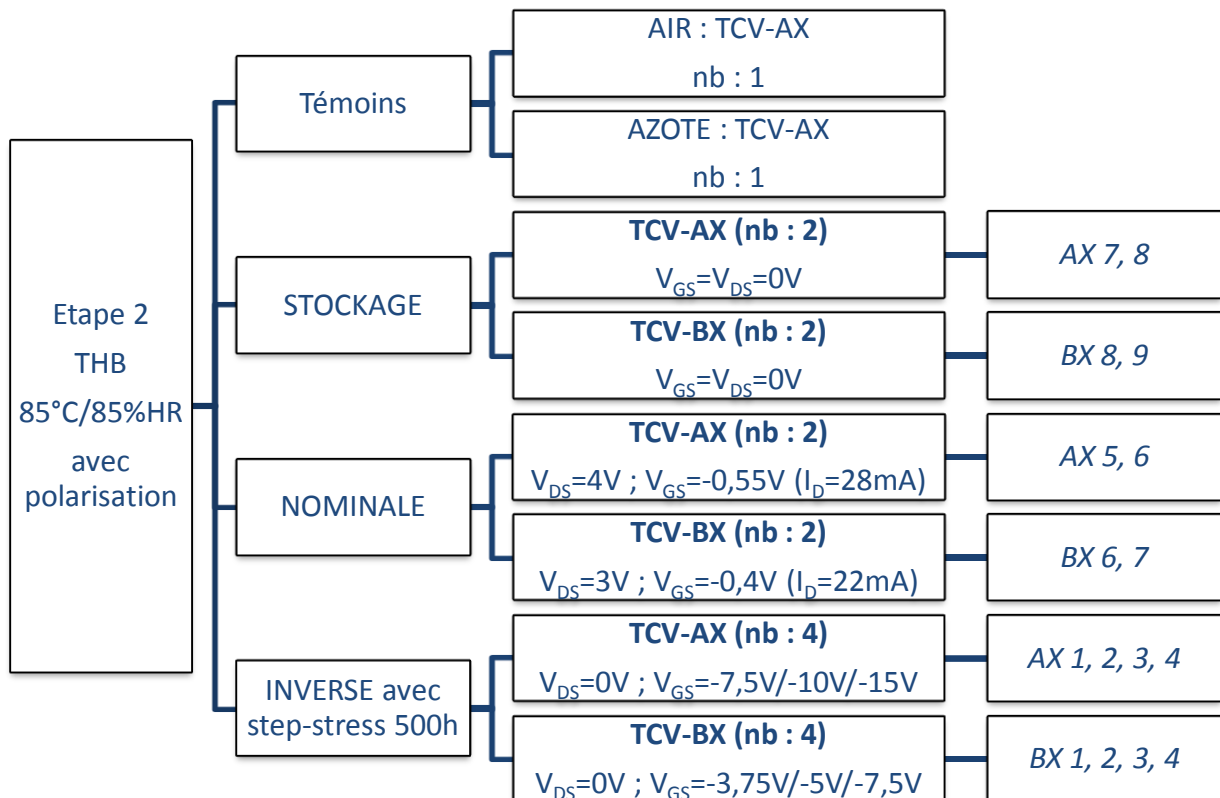 Etape 2
THB
85°C/85%HR
avec
polarisation
Témoins
AIR : TCV-AX
nb : 1
AZOTE : TCV-AX
nb : 1
STOCKAGE
TCV-AX (nb : 2)
VGS=VDS=0V
AX 7, 8
TCV-BX (nb : 2)
VGS=VDS=0V
BX 8, 9
NOMINALE
TCV-AX (nb : 2)
VDS=4V ; VGS=-0,55V (ID=28mA)
AX 5, 6
TCV-BX (nb : 2)
VDS=3V ; VGS=-0,4V (ID=22mA)
BX 6, 7
INVERSE avec
step-stress 500h
TCV-AX (nb : 4)
VDS=0V ; VGS=-7,5V/-10V/-15V
AX 1, 2, 3, 4
TCV-BX (nb : 4)
VDS=0V ; VGS=-3,75V/-5V/-7,5V
BX 1, 2, 3, 4